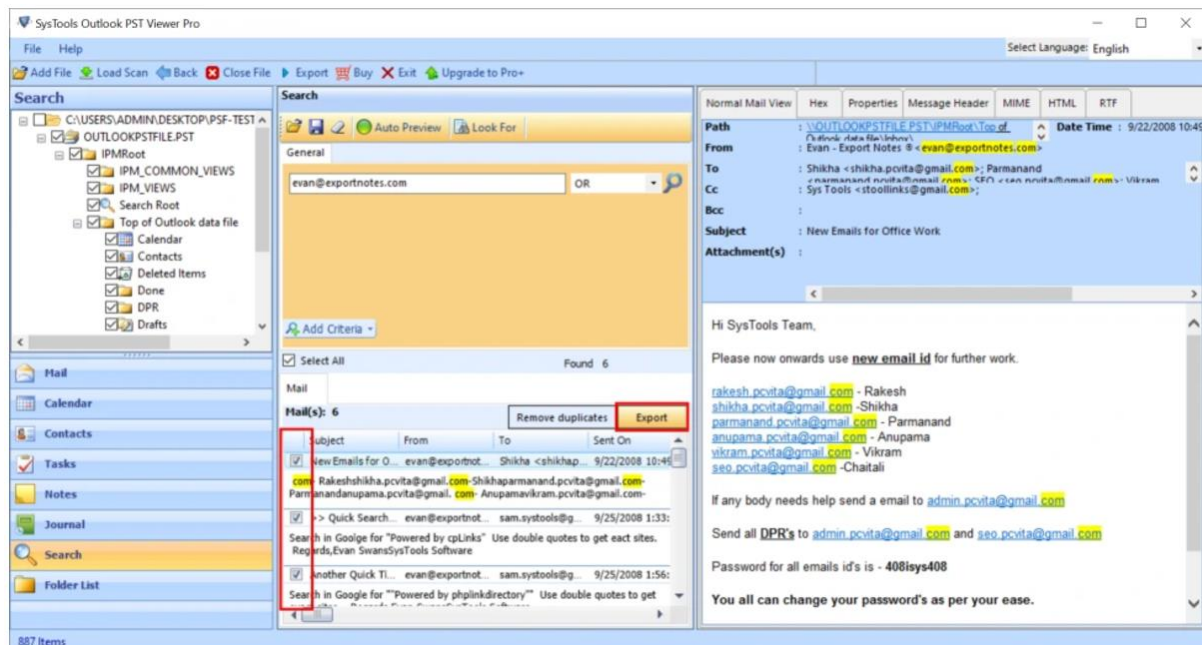 SysTools Outlook PST Viewer Pro
File Help
Select Language: English
Add File Load Scan Back Close File Export Buy Exit Upgrade to Pro+
Search
C:\USERS\ADMIN\DESKTOP\PSF-TEST
OUTLOOKPSTFILE.PST
IPMRoot
IPM_COMMON_VIEWS
IPM_VIEWS
Search Root
Top of Outlook data file
Calendar
Contacts
Deleted Items
Done
DPR
Drafts
Mail
Calendar
Contacts
Tasks
Notes
Journal
Search
Folder List
887 Items
Search
Auto Preview Look For
General
evan@exportnotes.com OR
Add Criteria
Select All Found 6
Mail
Mail(s): 6 Remove duplicates Export
Subject From To Sent On
New Emails for O... evan@exportnot... Shikha <shikhap... 9/22/2008 10:49
com- Rakeshshikha.pcvita@gmail.com-Shikhaparmanand.pcvita@gmail.com-
Parmanandanupama.pcvita@gmail. com- Anupamavikram.pcvita@gmail.com-
>> Quick Search... evan@exportnot... sam.systools@g... 9/25/2008 1:33:
Search in Goolge for "Powered by cpLinks" Use double quotes to get eact sites.
Regards,Evan SwansSysTools Software
Another Quick Ti... evan@exportnot... sam.systools@g... 9/25/2008 1:56:
Search in Google for ""Powered by phplinkdirectory"" Use double quotes to get
Normal Mail View Hex Properties Message Header MIME HTML RTF
Path : \\OUTLOOKPSTFILE.PST\IPMRoot\Top of Date Time : 9/22/2008 10:49
Outlook data file\Inbox\
From : Evan - Export Notes ® <evan@exportnotes.com>
To : Shikha <shikha.pcvita@gmail.com>; Parmanand
<parmanand.pcvita@gmail.com>; SEO <seo.pcvita@gmail.com>; Vikram
Cc : Sys Tools <stoollinks@gmail.com>;
Bcc :
Subject : New Emails for Office Work
Attachment(s) :
Hi SysTools Team,
Please now onwards use new email id for further work.
rakesh.pcvita@gmail.com - Rakesh
shikha.pcvita@gmail.com -Shikha
parmanand.pcvita@gmail.com - Parmanand
anupama.pcvita@gmail.com - Anupama
vikram.pcvita@gmail.com - Vikram
seo.pcvita@gmail.com -Chaitali
If any body needs help send a email to admin.pcvita@gmail.com
Send all DPR's to admin.pcvita@gmail.com and seo.pcvita@gmail.com
Password for all emails id's is - 408isys408
You all can change your password's as per your ease.